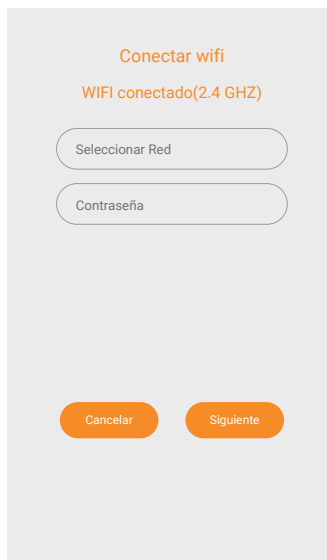 Conectar wifi
WIFI conectado(2.4 GHZ)
Seleccionar Red
Contraseña
Cancelar
Siguiente